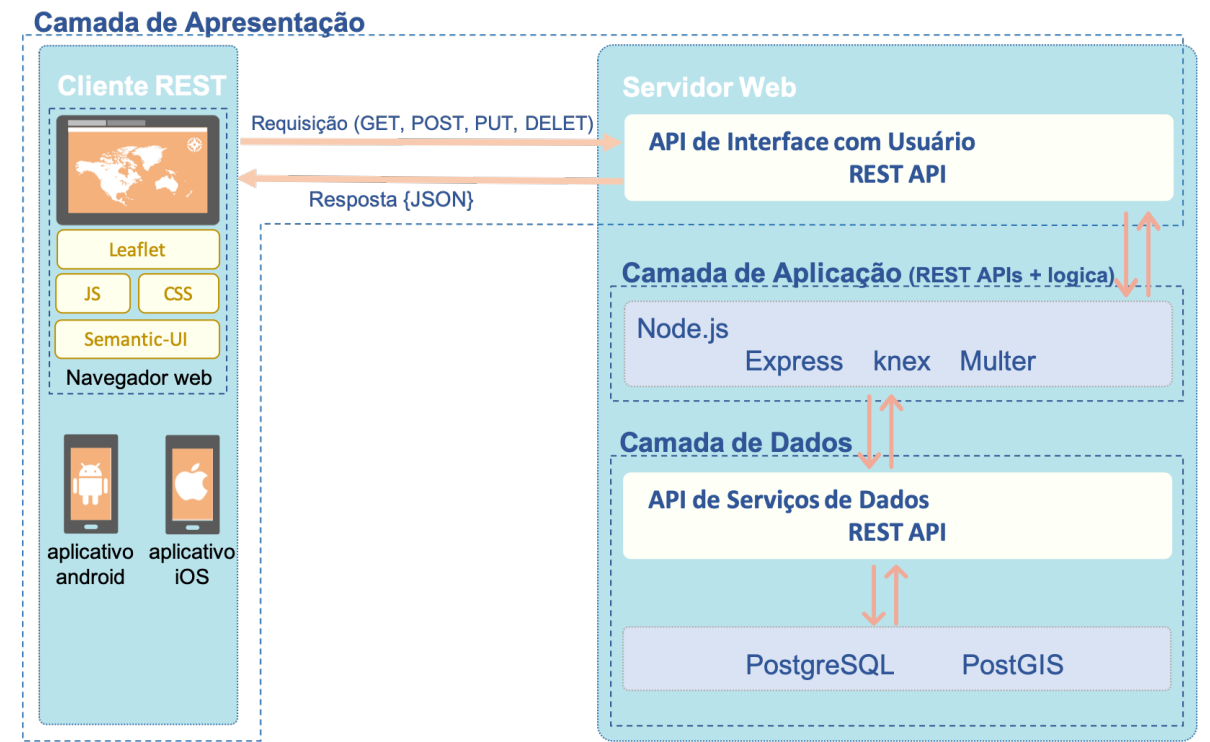 Camada de Apresentação
Cliente REST
Leaflet
JS
CSS
Semantic-UI
Navegador web
aplicativo
android
aplicativo
iOS
Requisição (GET, POST, PUT, DELET)
Resposta {JSON}
Servidor Web
API de Interface com Usuário
REST API
Camada de Aplicação (REST APIs + logica)
Node.js
Express knex Multer
Camada de Dados
API de Serviços de Dados
REST API
PostgreSQL PostGIS